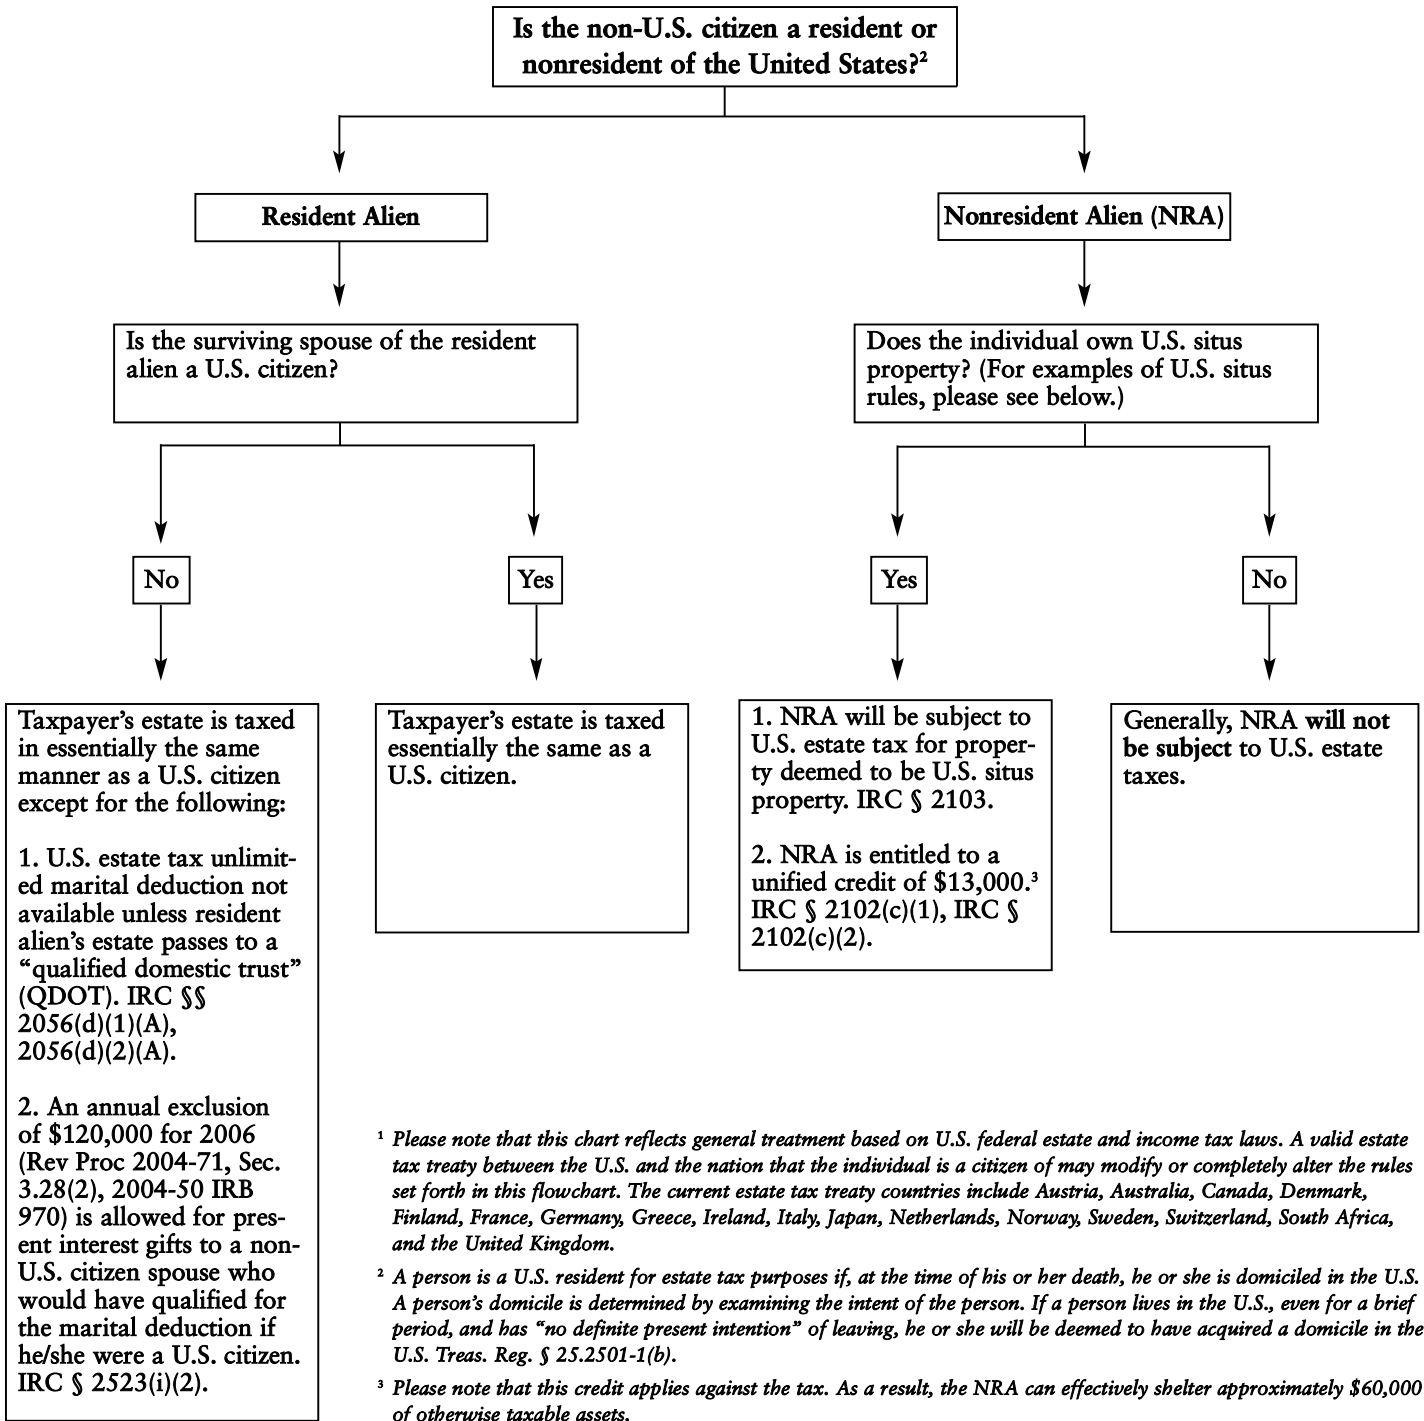 Is the non-U.S. citizen a resident or
nonresident of the United States?²
Resident Alien
Nonresident Alien (NRA)
Is the surviving spouse of the resident
alien a U.S. citizen?
Does the individual own U.S. situs
property? (For examples of U.S. situs
rules, please see below.)
No
Yes
Yes
No
Taxpayer’s estate is taxed
in essentially the same
manner as a U.S. citizen
except for the following:
1. U.S. estate tax unlimit-
ed marital deduction not
available unless resident
alien’s estate passes to a
“qualified domestic trust”
(QDOT). IRC §§
2056(d)(1)(A),
2056(d)(2)(A).
2. An annual exclusion
of $120,000 for 2006
(Rev Proc 2004-71, Sec.
3.28(2), 2004-50 IRB
970) is allowed for pres-
ent interest gifts to a non-
U.S. citizen spouse who
would have qualified for
the marital deduction if
he/she were a U.S. citizen.
IRC § 2523(i)(2).
Taxpayer’s estate is taxed
essentially the same as a
U.S. citizen.
1. NRA will be subject to
U.S. estate tax for proper-
ty deemed to be U.S. situs
property. IRC § 2103.
2. NRA is entitled to a
unified credit of $13,000.³
IRC § 2102(c)(1), IRC §
2102(c)(2).
Generally, NRA will not
be subject to U.S. estate
taxes.
¹ Please note that this chart reflects general treatment based on U.S. federal estate and income tax laws. A valid estate
tax treaty between the U.S. and the nation that the individual is a citizen of may modify or completely alter the rules
set forth in this flowchart. The current estate tax treaty countries include Austria, Australia, Canada, Denmark,
Finland, France, Germany, Greece, Ireland, Italy, Japan, Netherlands, Norway, Sweden, Switzerland, South Africa,
and the United Kingdom.
² A person is a U.S. resident for estate tax purposes if, at the time of his or her death, he or she is domiciled in the U.S.
A person’s domicile is determined by examining the intent of the person. If a person lives in the U.S., even for a brief
period, and has “no definite present intention” of leaving, he or she will be deemed to have acquired a domicile in the
U.S. Treas. Reg. § 25.2501-1(b).
³ Please note that this credit applies against the tax. As a result, the NRA can effectively shelter approximately $60,000
of otherwise taxable assets.